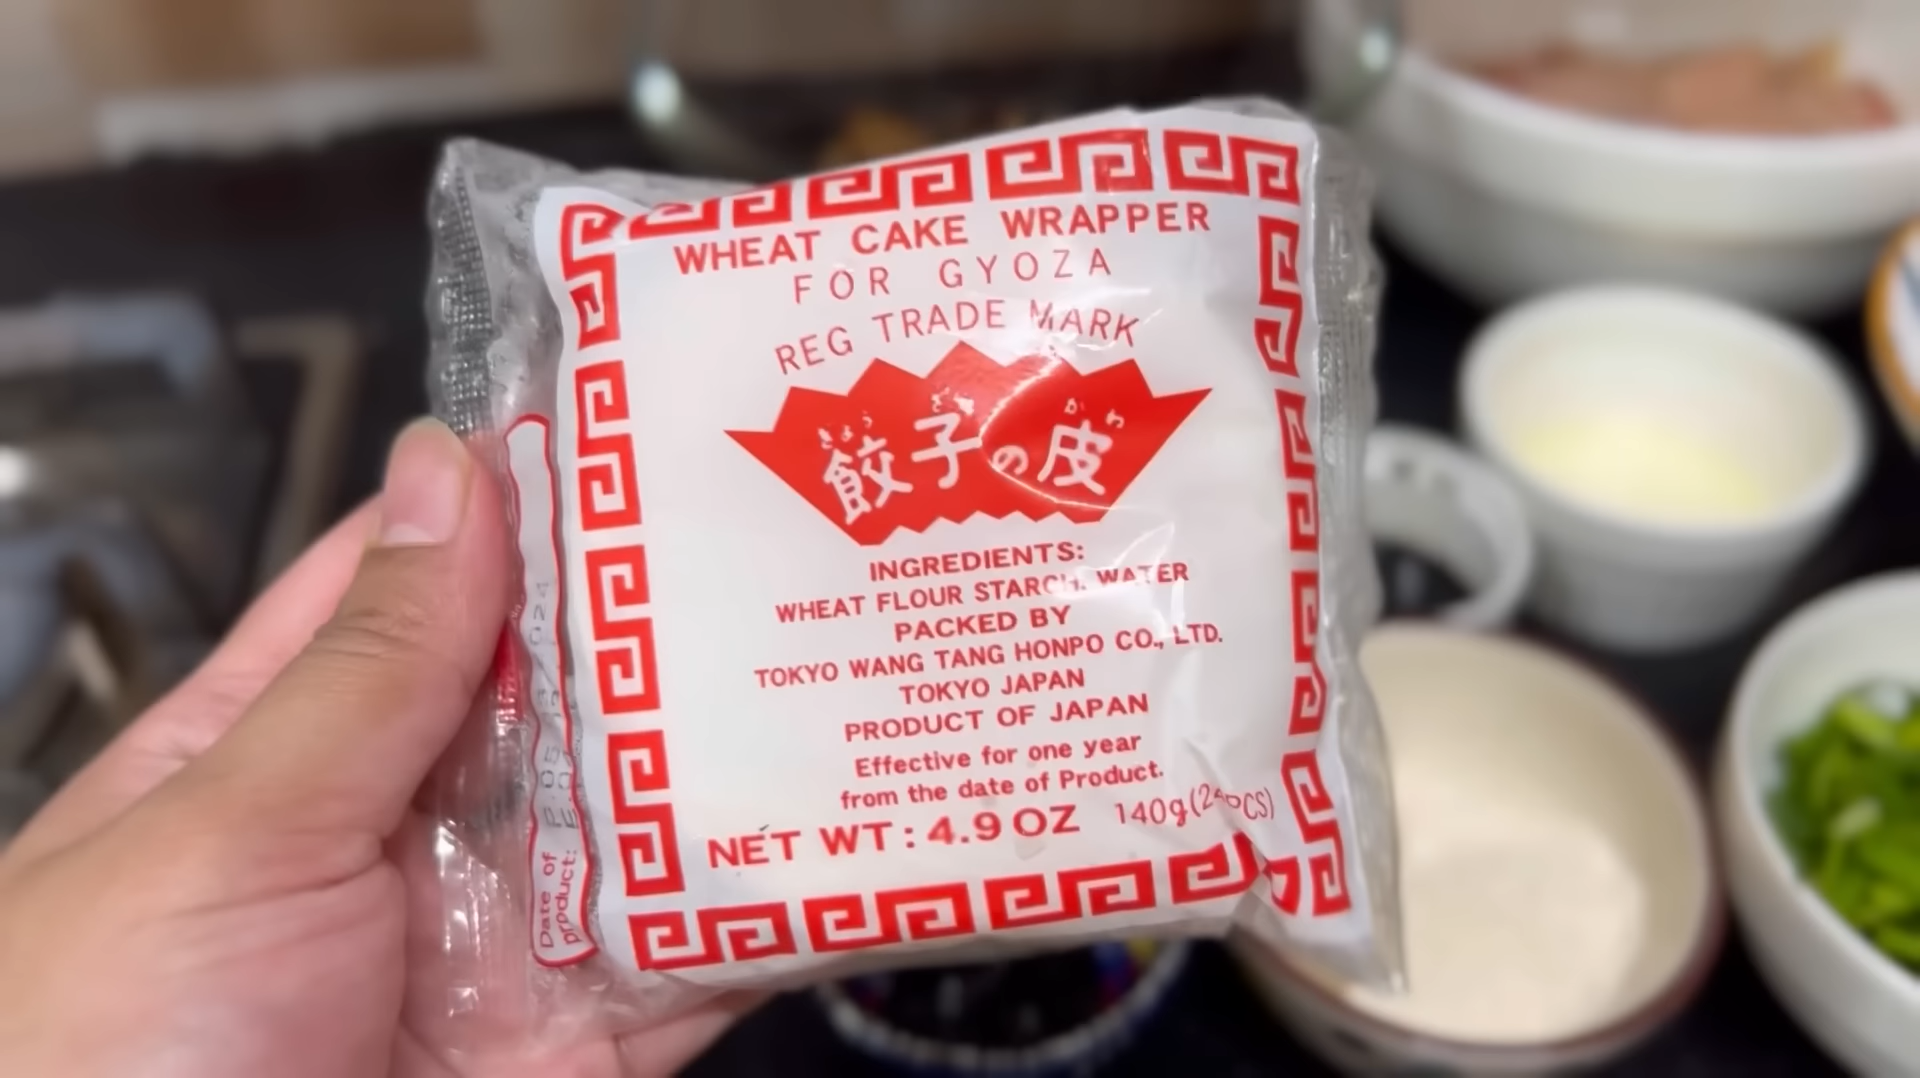 WHEAT CAKE WRAPPER
FOR GYOZA
REG TRADE MARK
餃子の皮
INGREDIENTS:
WHEAT FLOUR STARCH. WATER
PACKED BY
TOKYO WANG TANG HONPO CO., LTD.
TOKYO JAPAN
PRODUCT OF JAPAN
Effective for one year
from the date of Product.
NET WT: 4.9 OZ 140g
Date of
product: